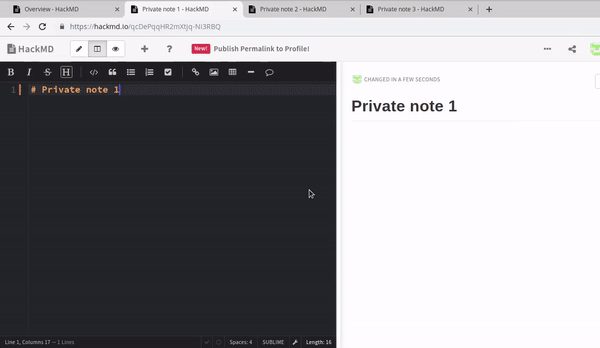 Overview - HackMD
Private note 1 - HackMD
Private note 2 - HackMD
Private note 3 - HackMD
https://hackmd.io/qcDePqqHR2mXtjq-Ni3RBQ
HackMD
New! Publish Permalink to Profile!
B I S H
1 # Private note 1
CHANGED IN A FEW SECONDS
Private note 1
Line 1, Columns 17 — 1 Lines
Spaces: 4
SUBLIME
Length: 16